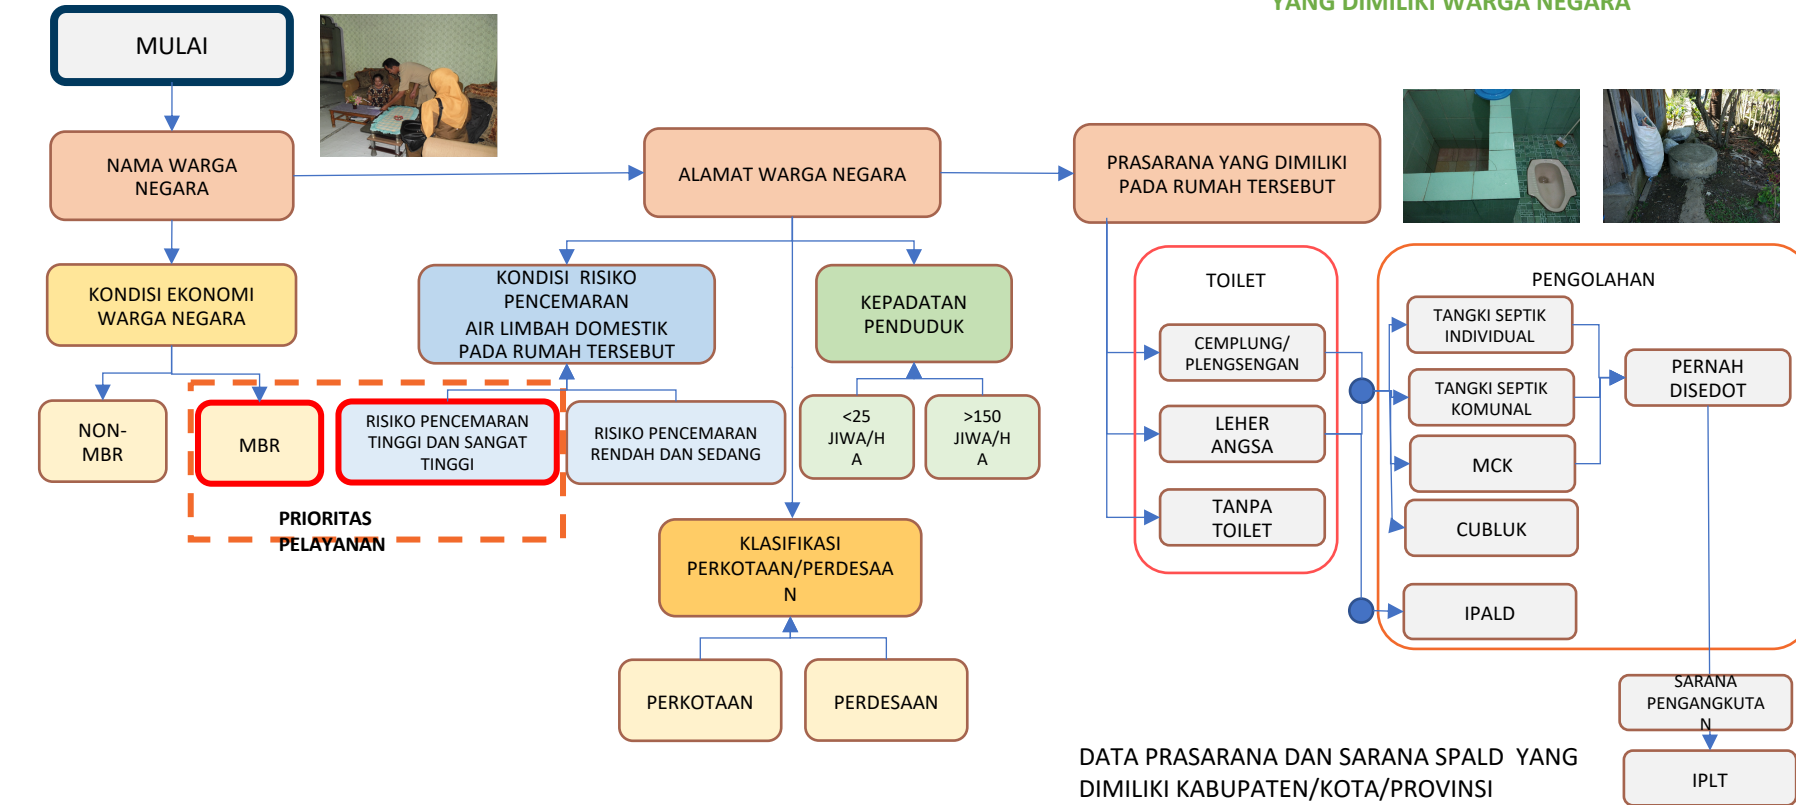 YANG DIMILIKI WARGA NEGARA
MULAI
NAMA WARGA
NEGARA
ALAMAT WARGA NEGARA
PRASARANA YANG DIMILIKI
PADA RUMAH TERSEBUT
KONDISI EKONOMI
WARGA NEGARA
KONDISI RISIKO
PENCEMARAN
AIR LIMBAH DOMESTIK
PADA RUMAH TERSEBUT
KEPADATAN
PENDUDUK
NON-
MBR
MBR
RISIKO PENCEMARAN
TINGGI DAN SANGAT
TINGGI
RISIKO PENCEMARAN
RENDAH DAN SEDANG
<25
JIWA/H
A
>150
JIWA/H
A
PRIORITAS
PELAYANAN
KLASIFIKASI
PERKOTAAN/PERDESAA
N
PERKOTAAN
PERDESAAN
TOILET
CEMPLUNG/
PLENGSENGAN
LEHER
ANGSA
TANPA
TOILET
PENGOLAHAN
TANGKI SEPTIK
INDIVIDUAL
TANGKI SEPTIK
KOMUNAL
MCK
CUBLUK
IPALD
PERNAH
DISEDOT
SARANA
PENGANGKUTA
N
IPLT
DATA PRASARANA DAN SARANA SPALD YANG
DIMILIKI KABUPATEN/KOTA/PROVINSI